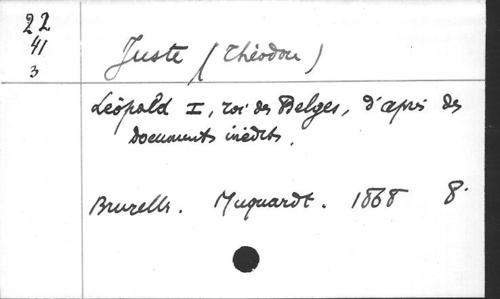 22
41
3
Juste (Théodore)
Léopold I, roi des Belges, d'après des
documents inédits.
Bruxelles. Muquardt. 1868 8°